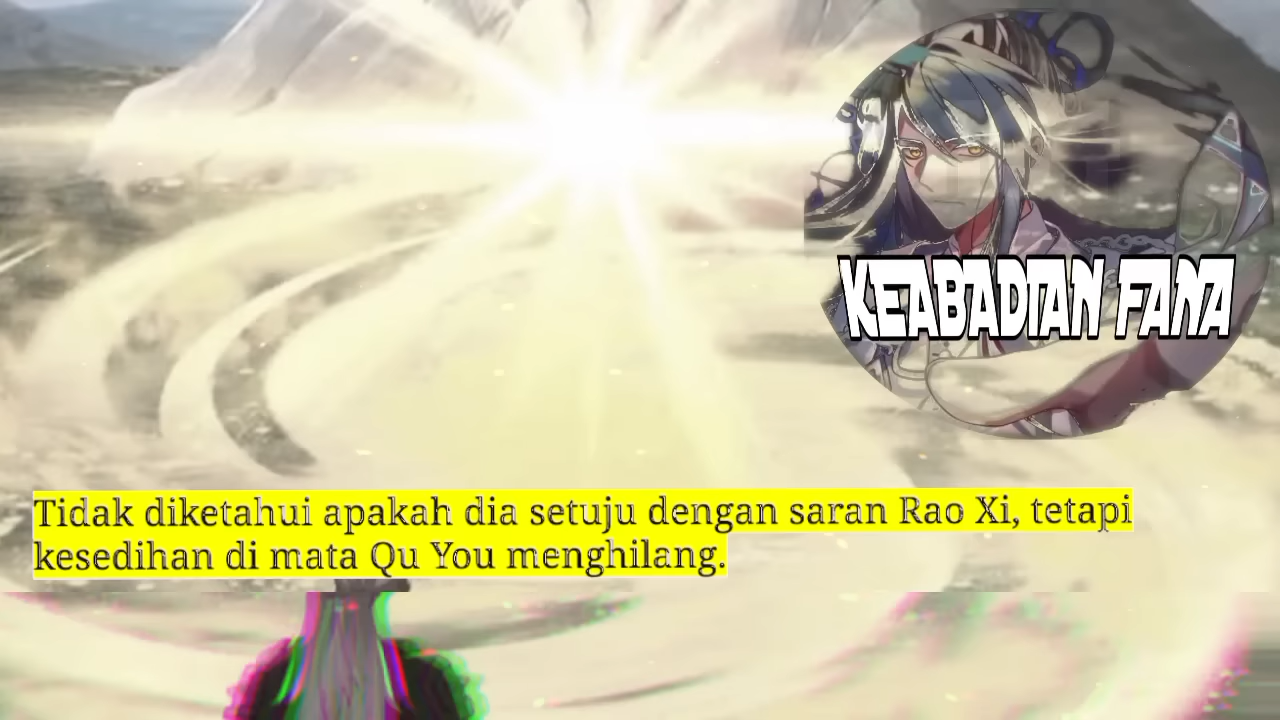 KEABADIAN FANA
Tidak diketahui apakah dia setuju dengan saran Rao Xi, tetapi
kesedihan di mata Qu You menghilang.